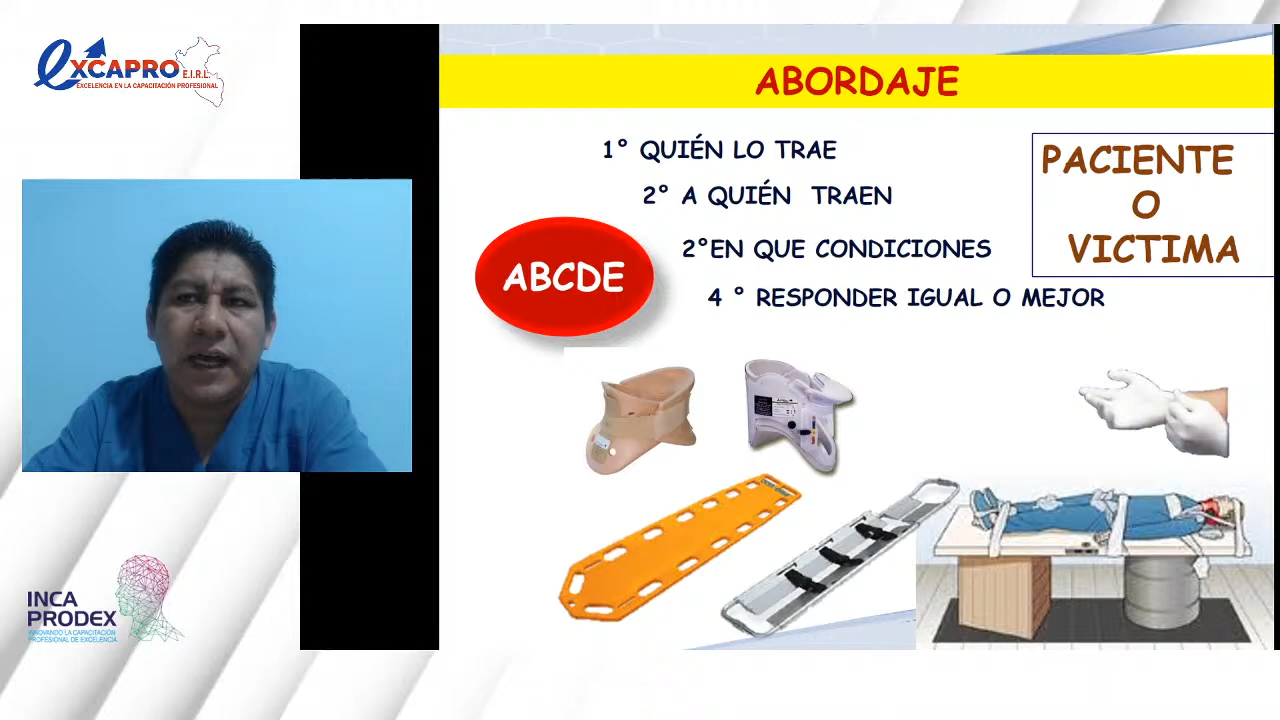 excapro E.I.R.L.
EXCELENCIA EN LA CAPACITACIÓN PROFESIONAL
ABORDAJE
1° QUIÉN LO TRAE
2° A QUIÉN TRAEN
2°EN QUE CONDICIONES
4 ° RESPONDER IGUAL O MEJOR
ABCDE
PACIENTE
O
VICTIMA
INCA
PRODEX
INNOVANDO LA CAPACITACIÓN
PROFESIONAL DE EXCELENCIA